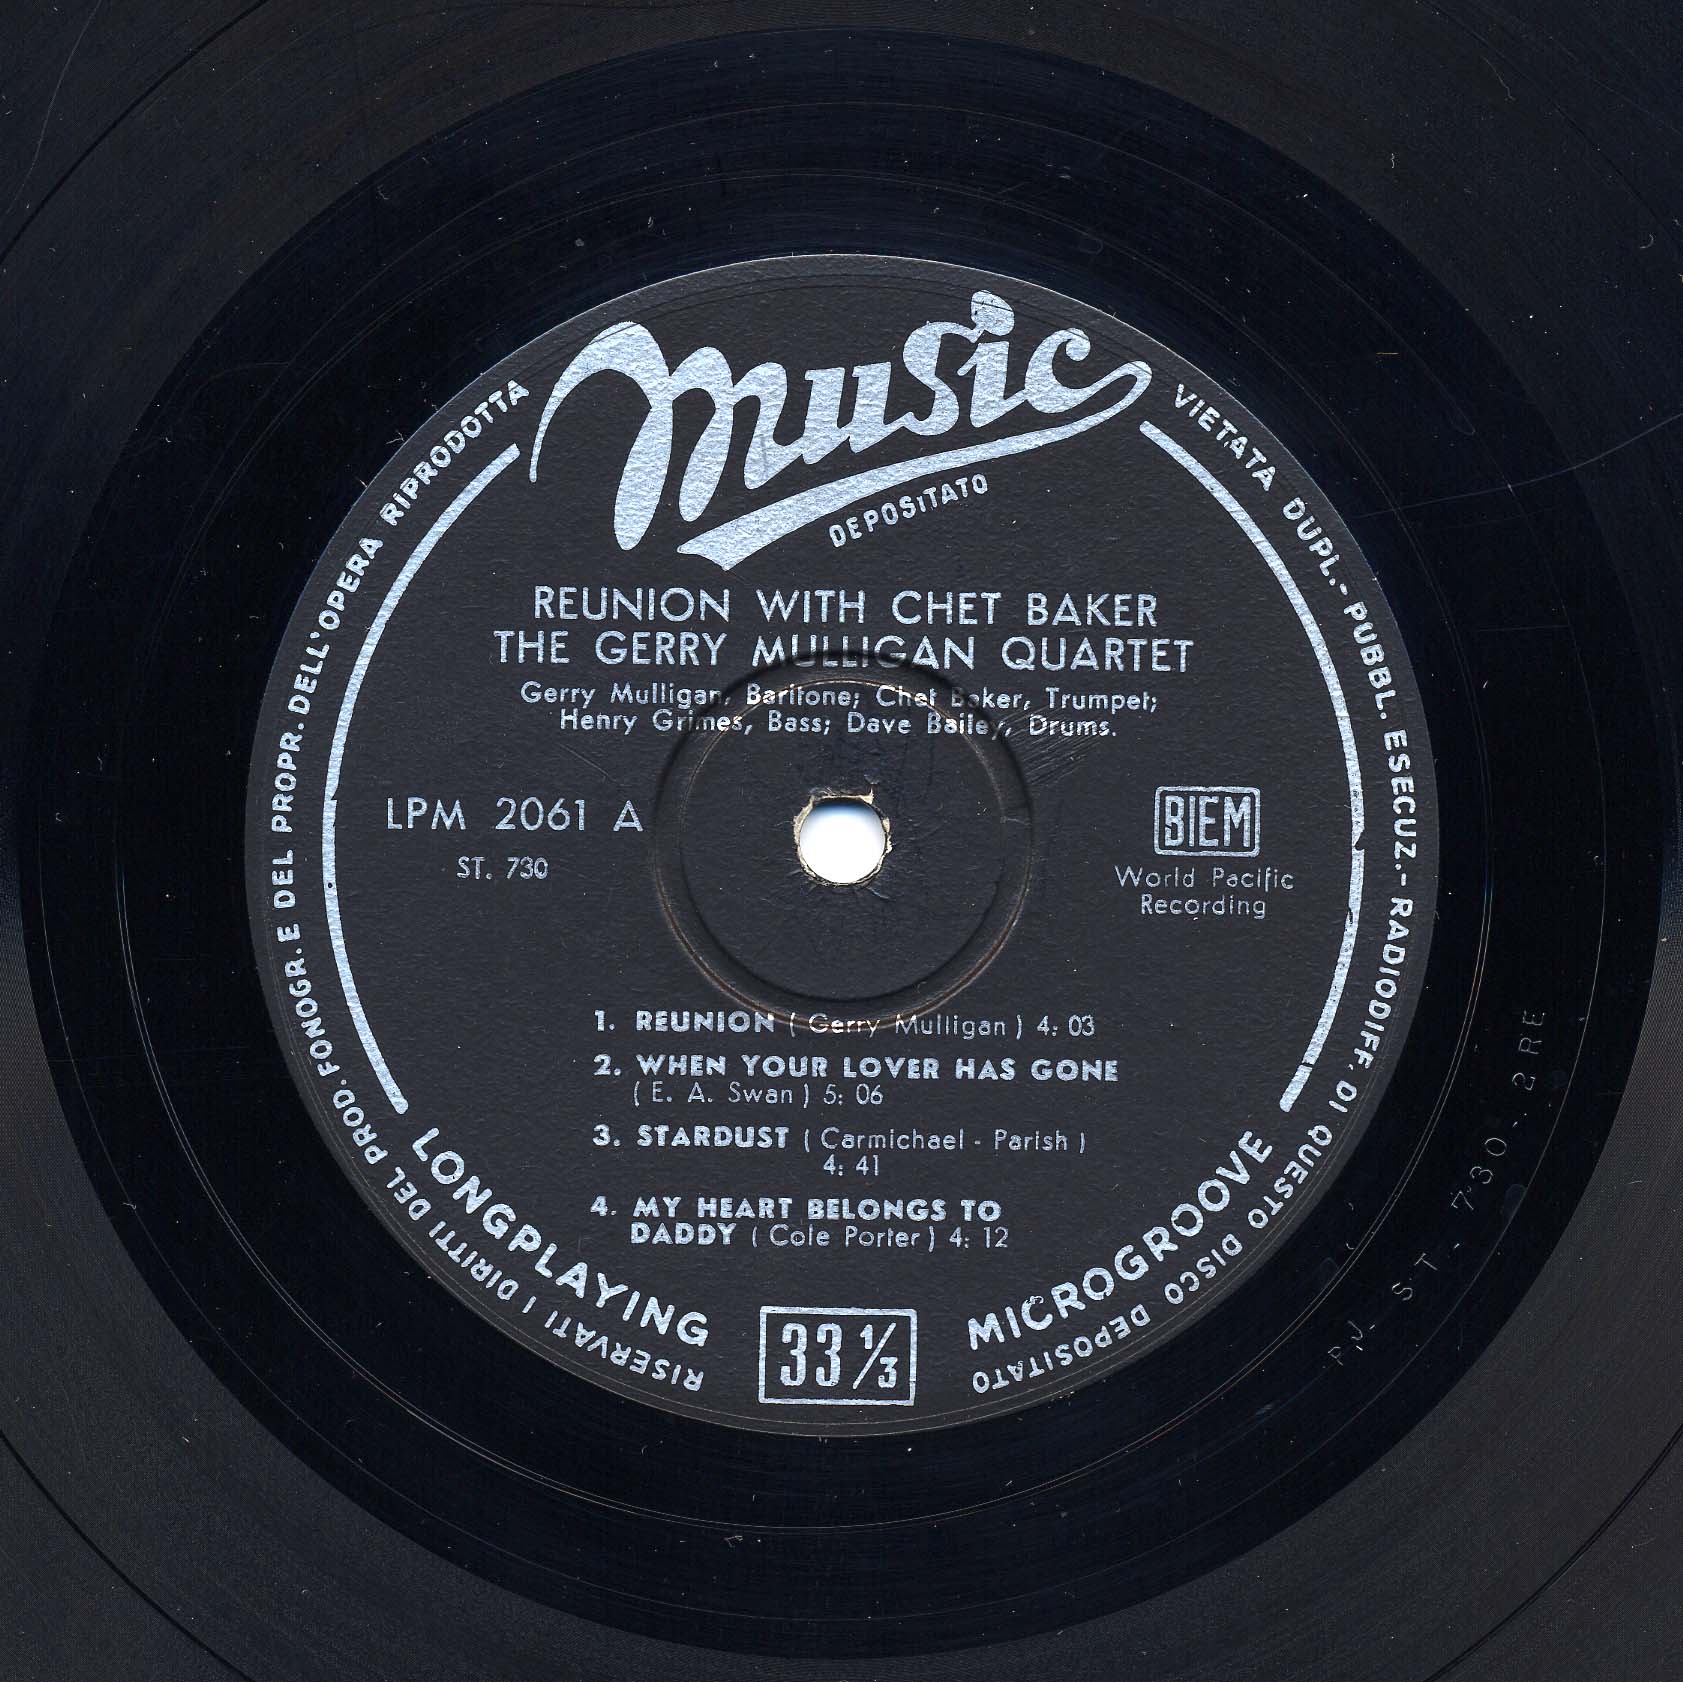 music
DEPOSITATO
REUNION WITH CHET BAKER
THE GERRY MULLIGAN QUARTET
Gerry Mulligan, Baritone; Chet Baker, Trumpet;
Henry Grimes, Bass; Dave Bailey, Drums.
LPM 2061 A
ST. 730
BIEM
World Pacific
Recording
1. REUNION ( Gerry Mulligan ) 4: 03
2. WHEN YOUR LOVER HAS GONE
( E. A. Swan ) 5: 06
3. STARDUST ( Carmichael - Parish )
4: 41
4. MY HEART BELONGS TO
DADDY ( Cole Porter ) 4: 12
LONGPLAYING
33 1/3
MICROGROOVE
RISERVATI I DIRITTI DEL PROD. FONOGR. E DEL PROPR. DELL'OPERA RIPRODOTTA
VIETATA DUPL.- PUBBL. ESECUZ.- RADIODIFF. DI QUESTO DISCO DEPOSITATO
P.J. ST - 730 - 2RE